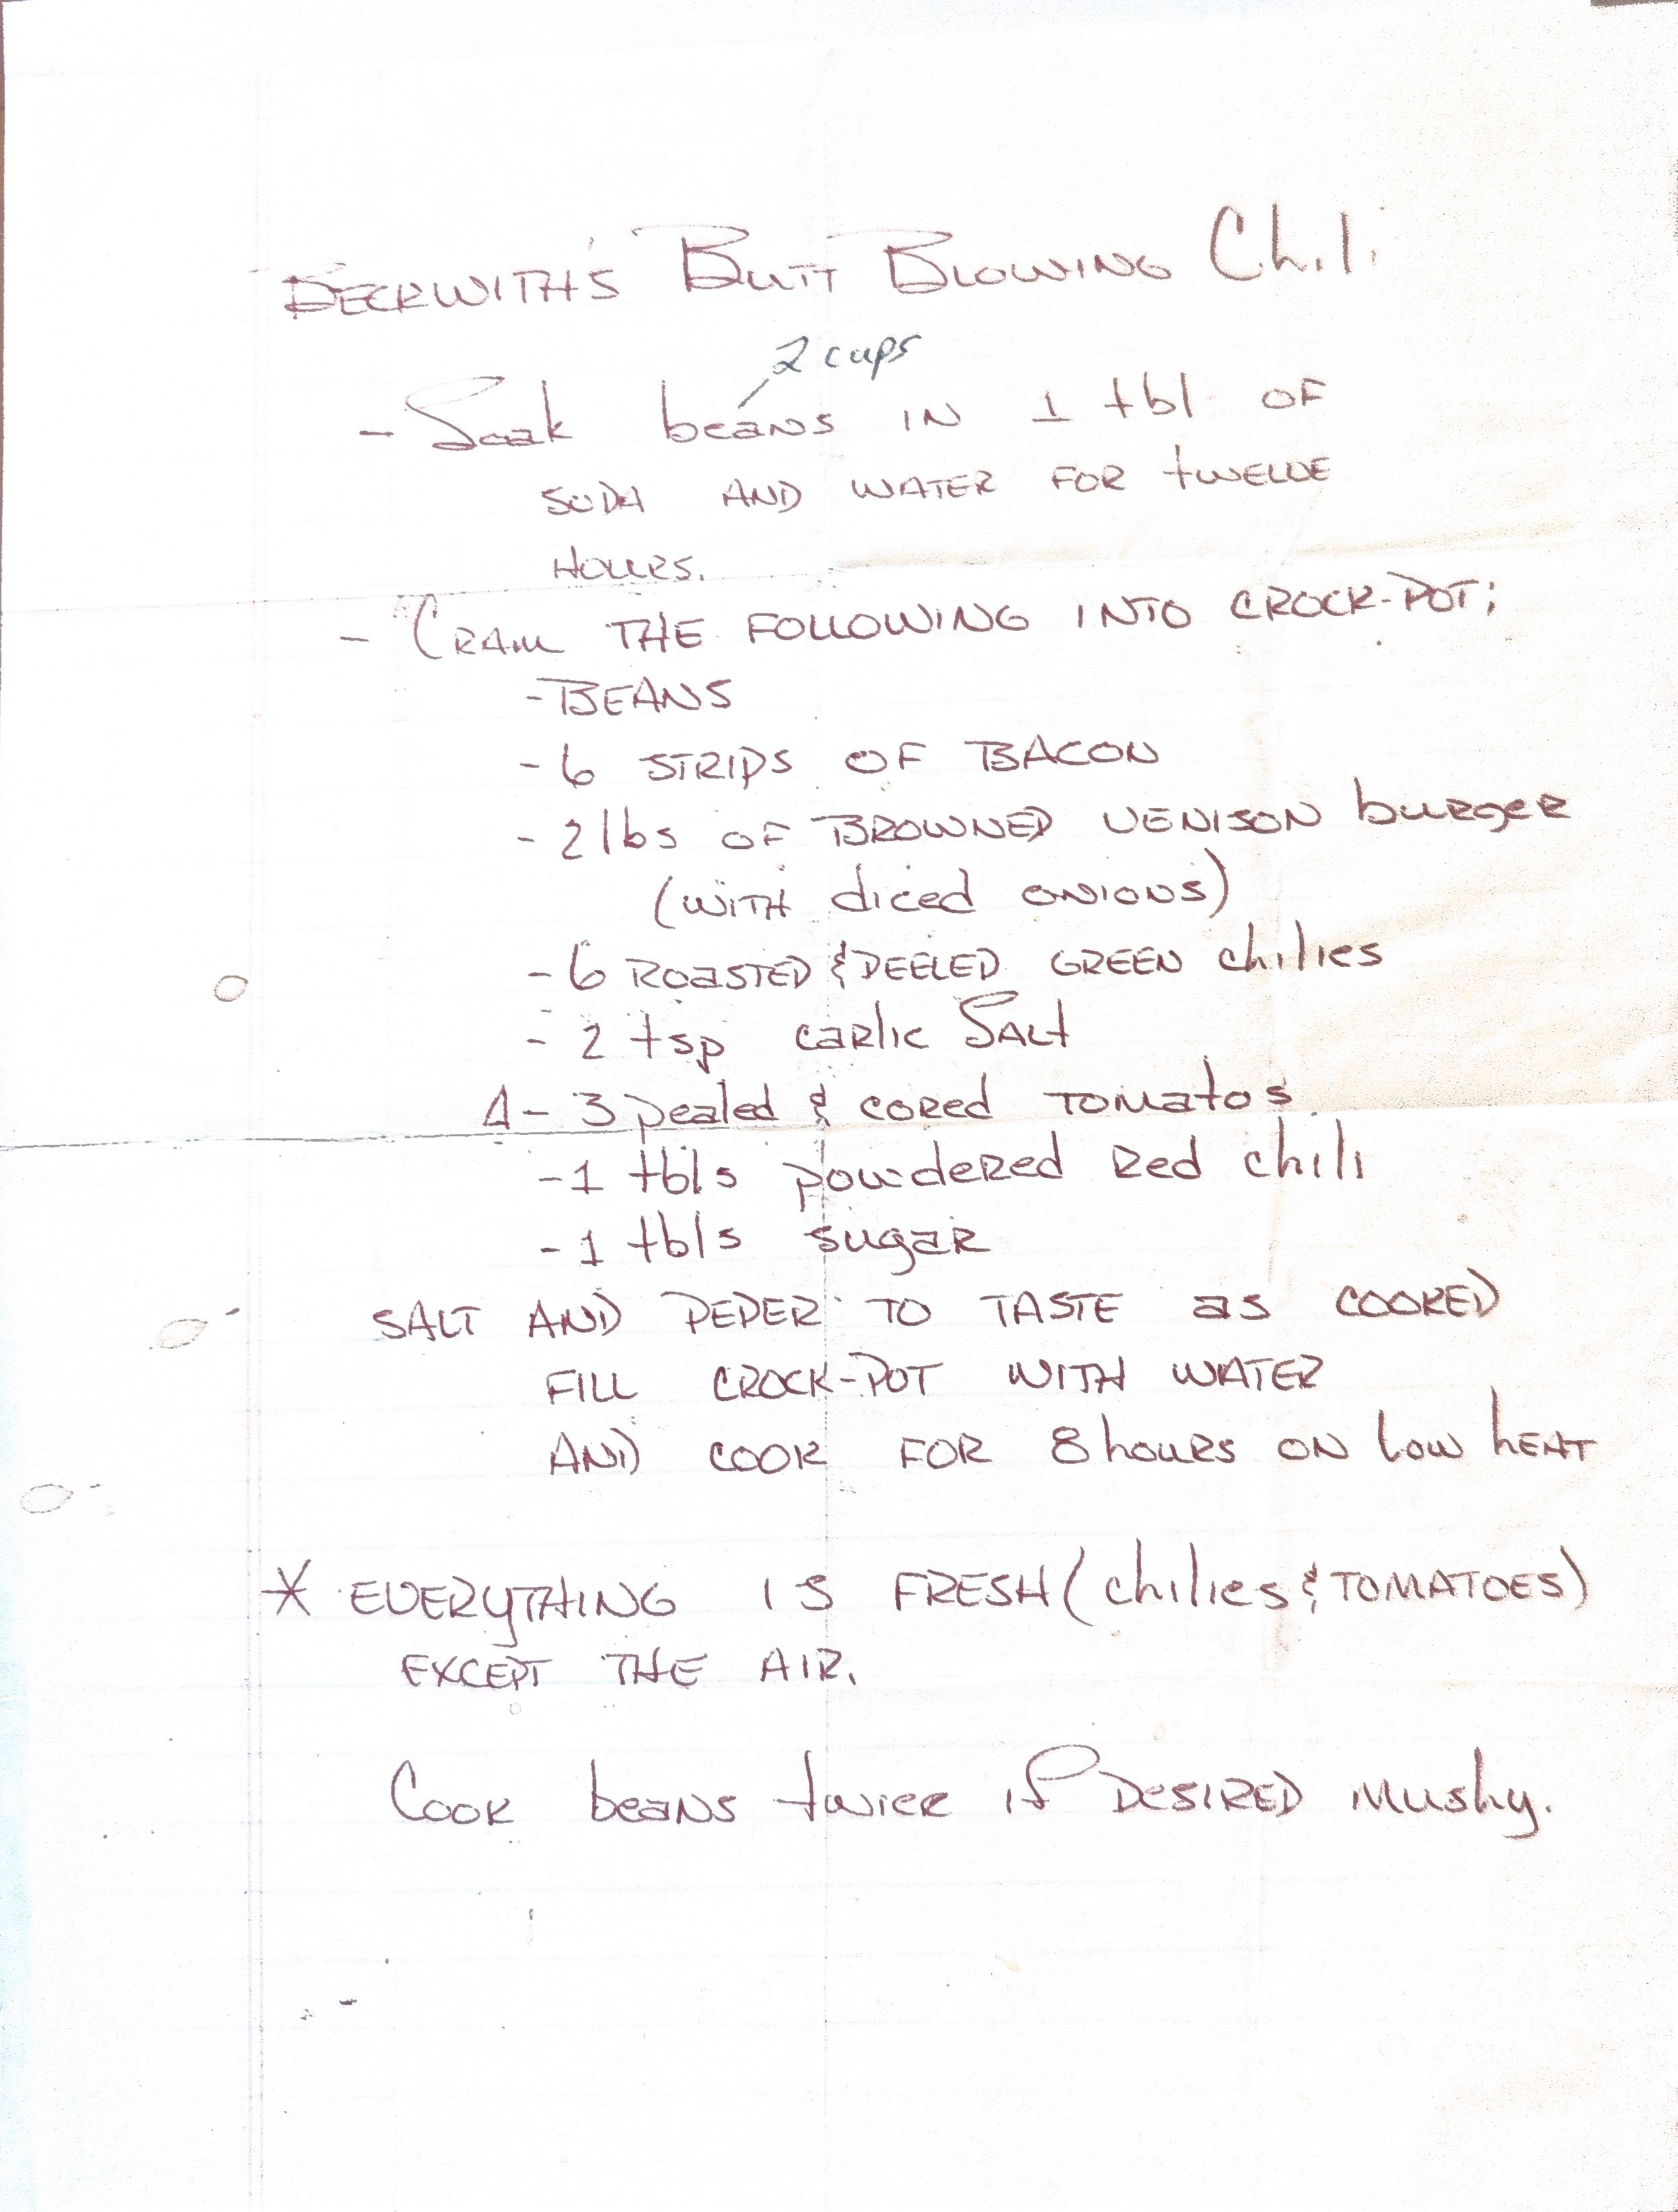 BECKWITH'S BUTT BLOWING Chili
2 cups
- Soak beans IN 1 tbl OF
SODA AND WATER FOR twELVE
HOURS.
- CRAM THE FOLLOWING INTO CROCK-POT;
- BEANS
- 6 STRIPS OF BACON
- 2 lbs OF BROWNED VENISON burgER
(WITH diced ONIONS)
- 6 ROaSTED & PEELED GREEN chilies
- 2 tsp GaRlic SALt
4 - 3 pealed & coRed TOMatos
- 1 tbls powdeRed Red chili
- 1 tbls sugaR
SALT AND PEPER TO TASTE as COOKED
FILL CROCK-POT WITH WATER
AND COOK FOR 8 houRS ON low hEAT
* EVERYTHING IS FRESH (chilies & TOMATOES)
EXCEPT THE AIR.
Cook beans twice if DESIRED Mushy.